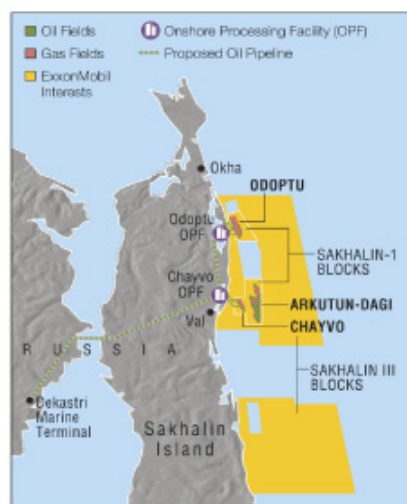 Oil Fields
Gas Fields
ExxonMobil
Interests
Onshore Processing Facility (OPF)
Proposed Oil Pipeline
Okha
ODOPTU
Odoptu
OPF
SAKHALIN-1
BLOCKS
Chayvo
OPF
ARKUTUN-DAGI
Val
CHAYVO
RUSSIA
SAKHALIN III
BLOCKS
Dekastri
Marine
Terminal
Sakhalin
Island